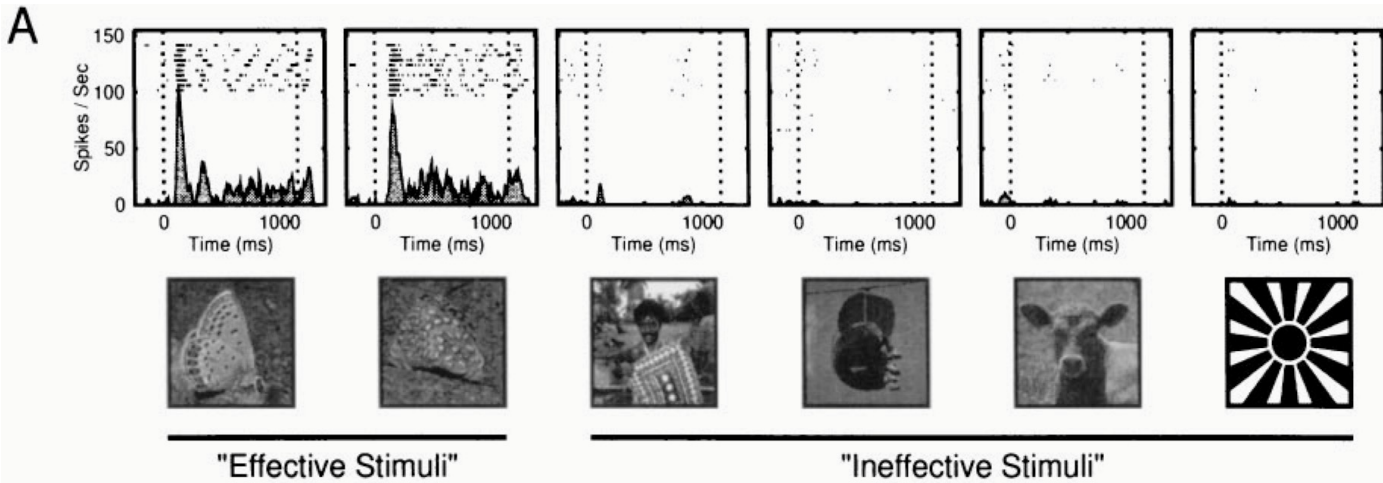 A
Spikes / Sec
150
100
50
0
0 1000
Time (ms)
0 1000
Time (ms)
0 1000
Time (ms)
0 1000
Time (ms)
0 1000
Time (ms)
0 1000
Time (ms)
"Effective Stimuli"
"Ineffective Stimuli"